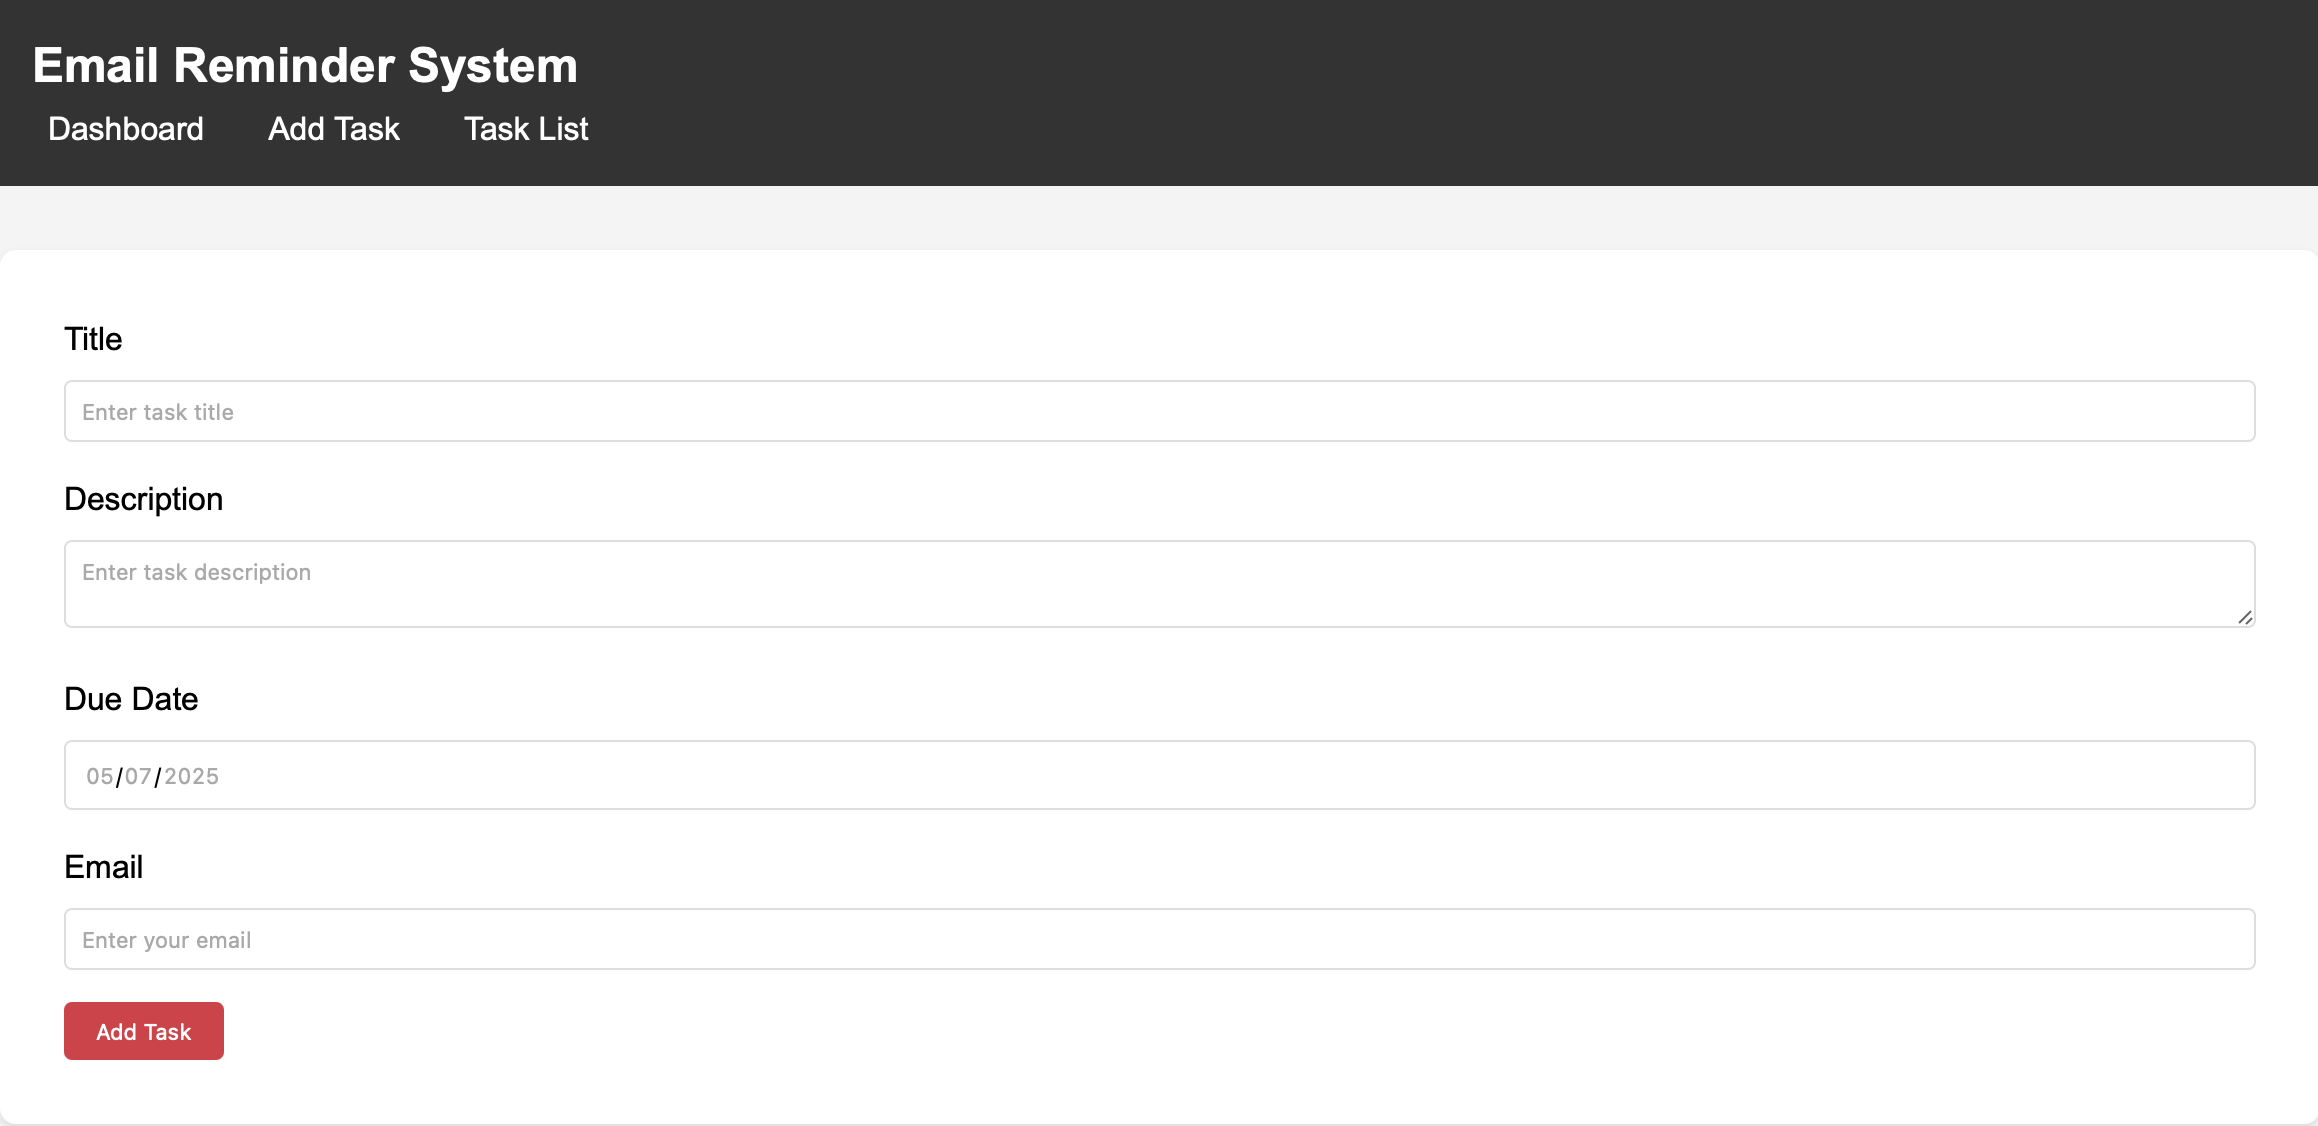 Email Reminder System
Dashboard Add Task Task List
Title
Enter task title
Description
Enter task description
Due Date
05/07/2025
Email
Enter your email
Add Task